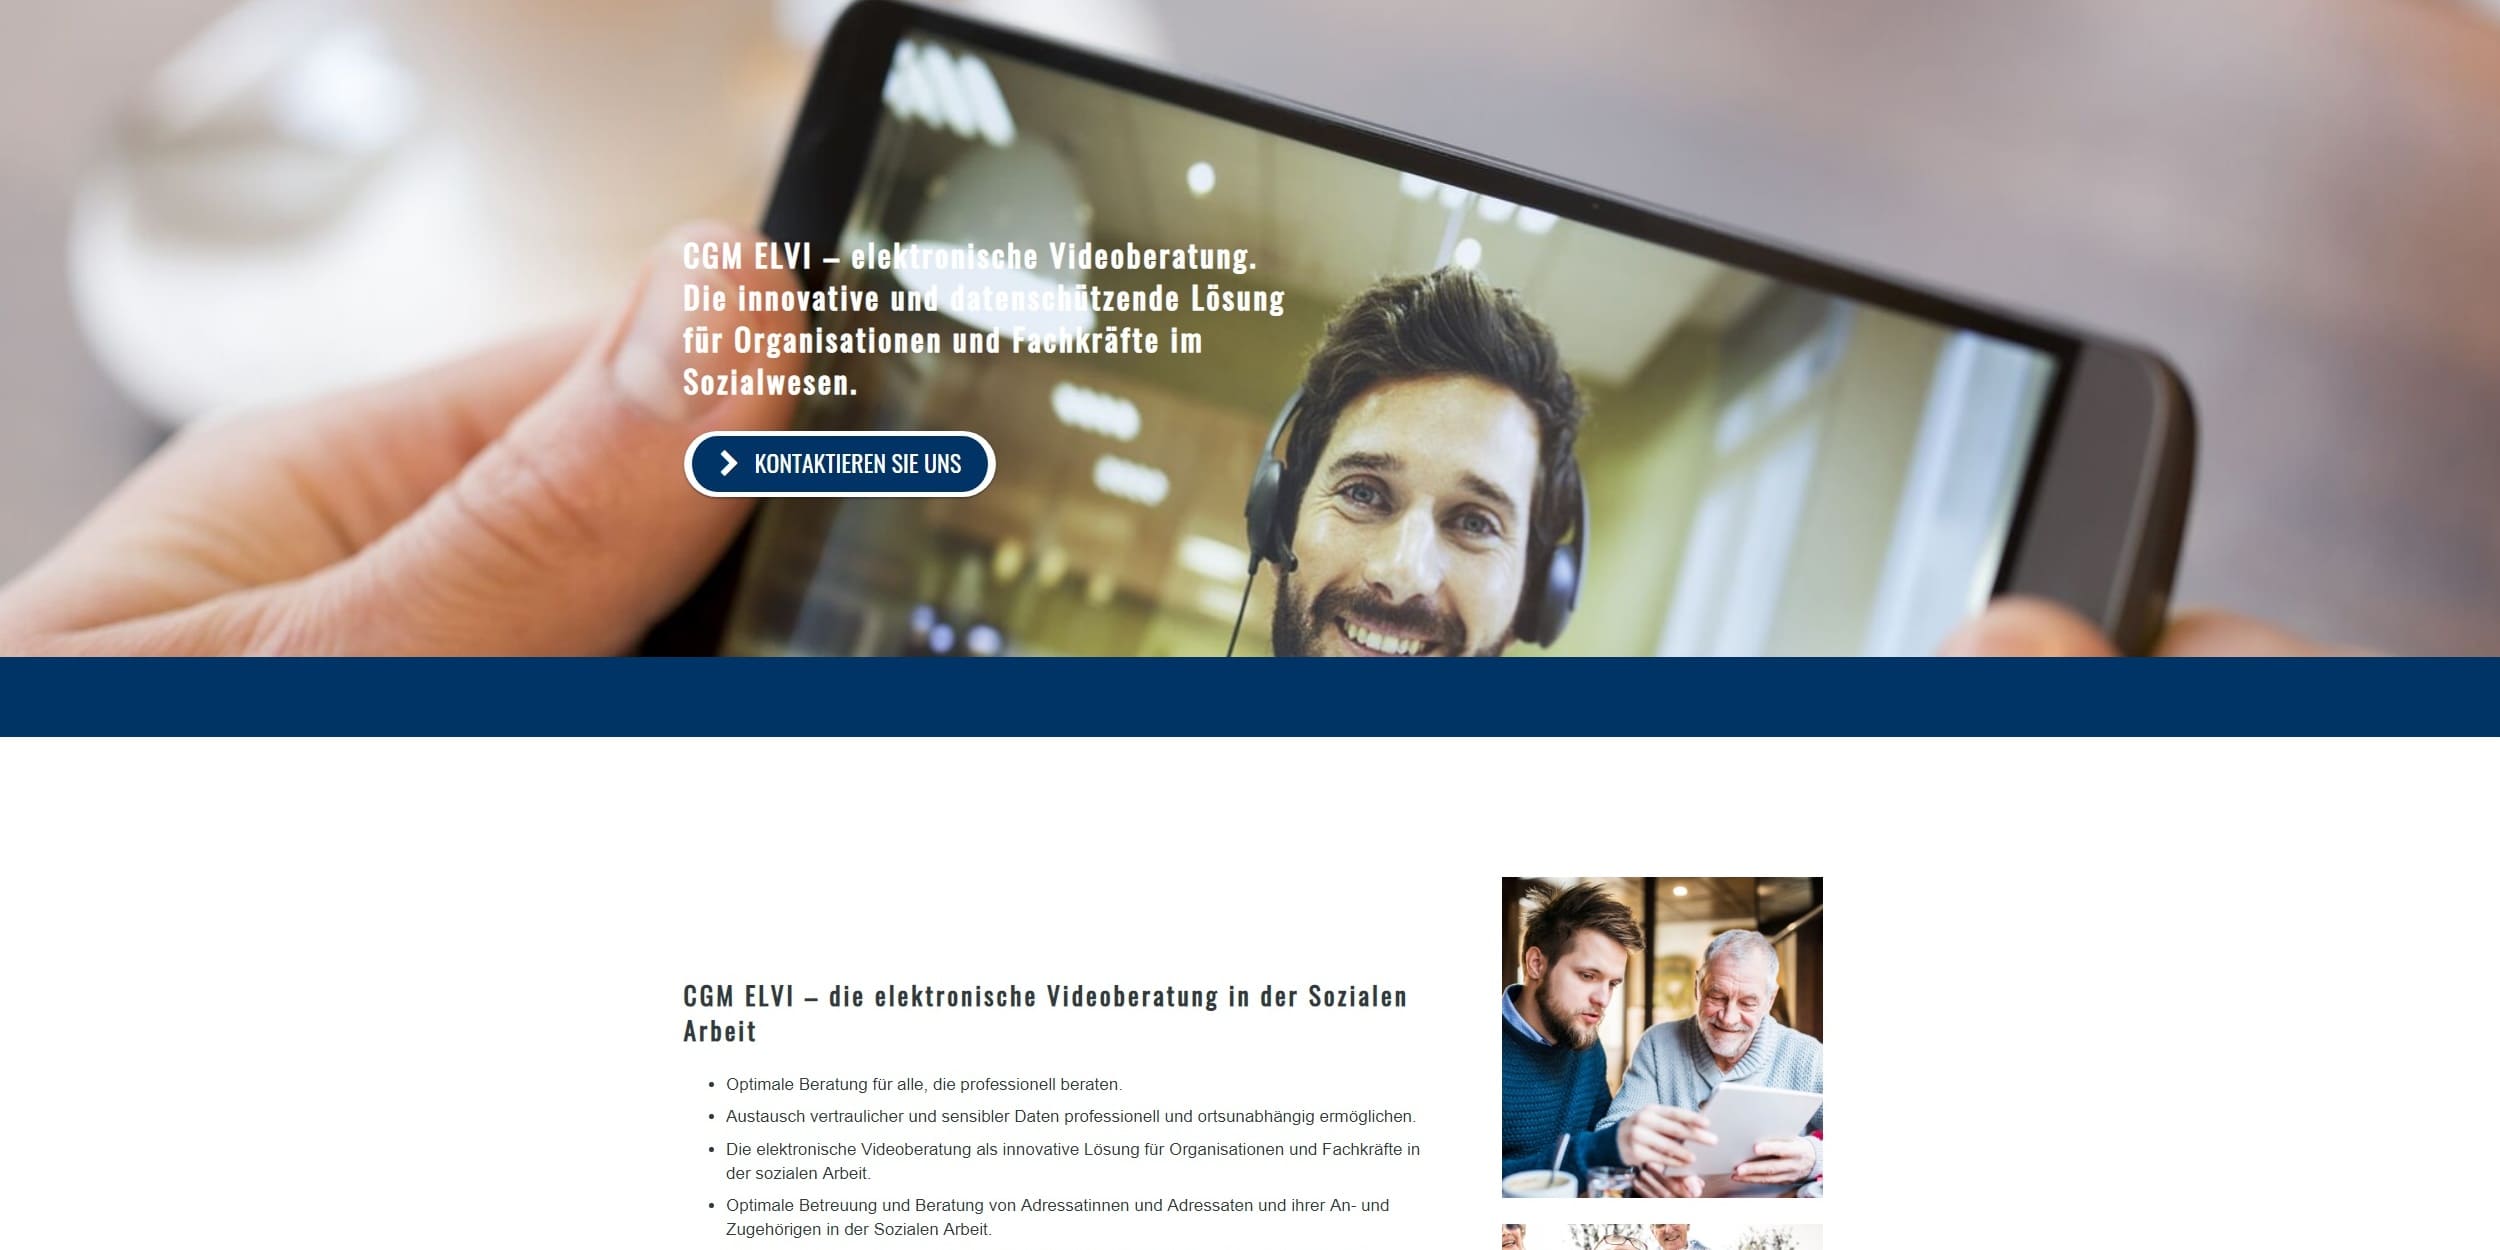 CGM ELVI – elektronische Videoberatung.
Die innovative und datenschützende Lösung
für Organisationen und Fachkräfte im
Sozialwesen.
KONTAKTIEREN SIE UNS
CGM ELVI – die elektronische Videoberatung in der Sozialen
Arbeit
• Optimale Beratung für alle, die professionell beraten.
• Austausch vertraulicher und sensibler Daten professionell und ortsunabhängig ermöglichen.
• Die elektronische Videoberatung als innovative Lösung für Organisationen und Fachkräfte in
der sozialen Arbeit.
• Optimale Betreuung und Beratung von Adressatinnen und Adressaten und ihrer An- und
Zugehörigen in der Sozialen Arbeit.